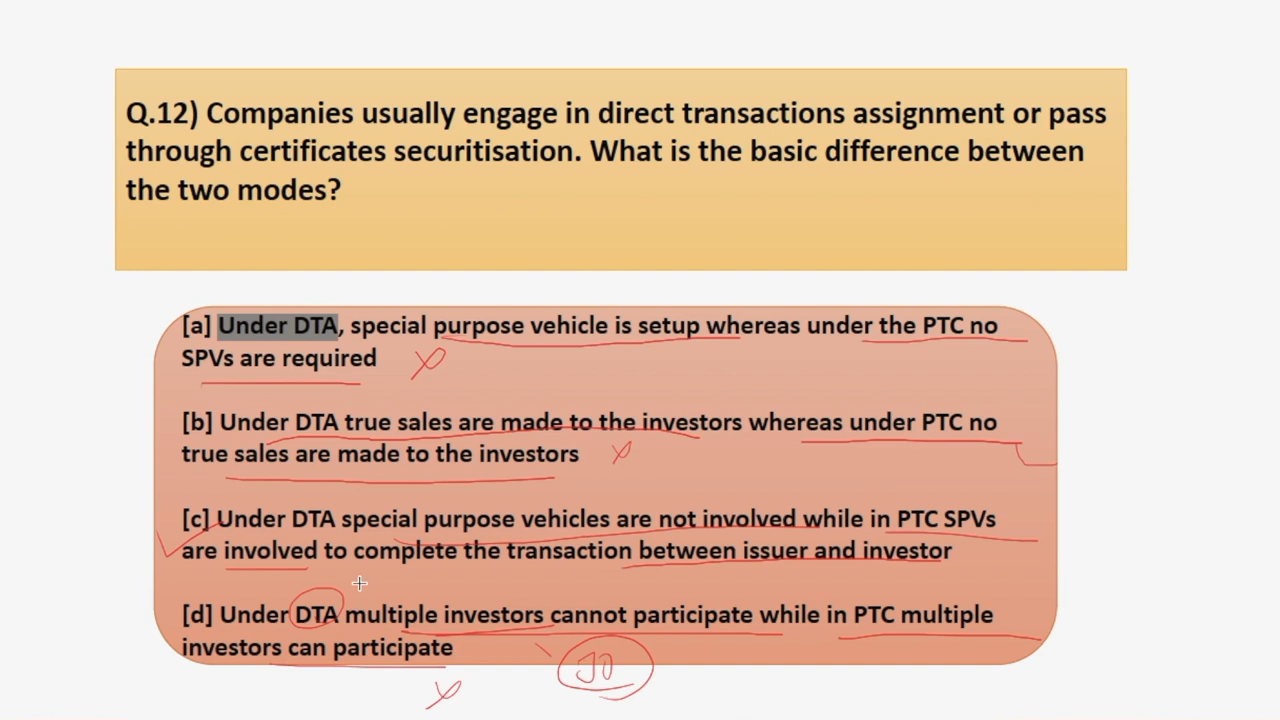 Q.12) Companies usually engage in direct transactions assignment or pass
through certificates securitisation. What is the basic difference between
the two modes?
[a] Under DTA, special purpose vehicle is setup whereas under the PTC no
SPVs are required
[b] Under DTA true sales are made to the investors whereas under PTC no
true sales are made to the investors
[c] Under DTA special purpose vehicles are not involved while in PTC SPVs
are involved to complete the transaction between issuer and investor
[d] Under DTA multiple investors cannot participate while in PTC multiple
investors can participate